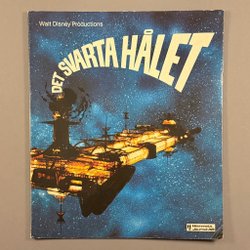 Walt Disney Productions
DET SVARTA HÅLET